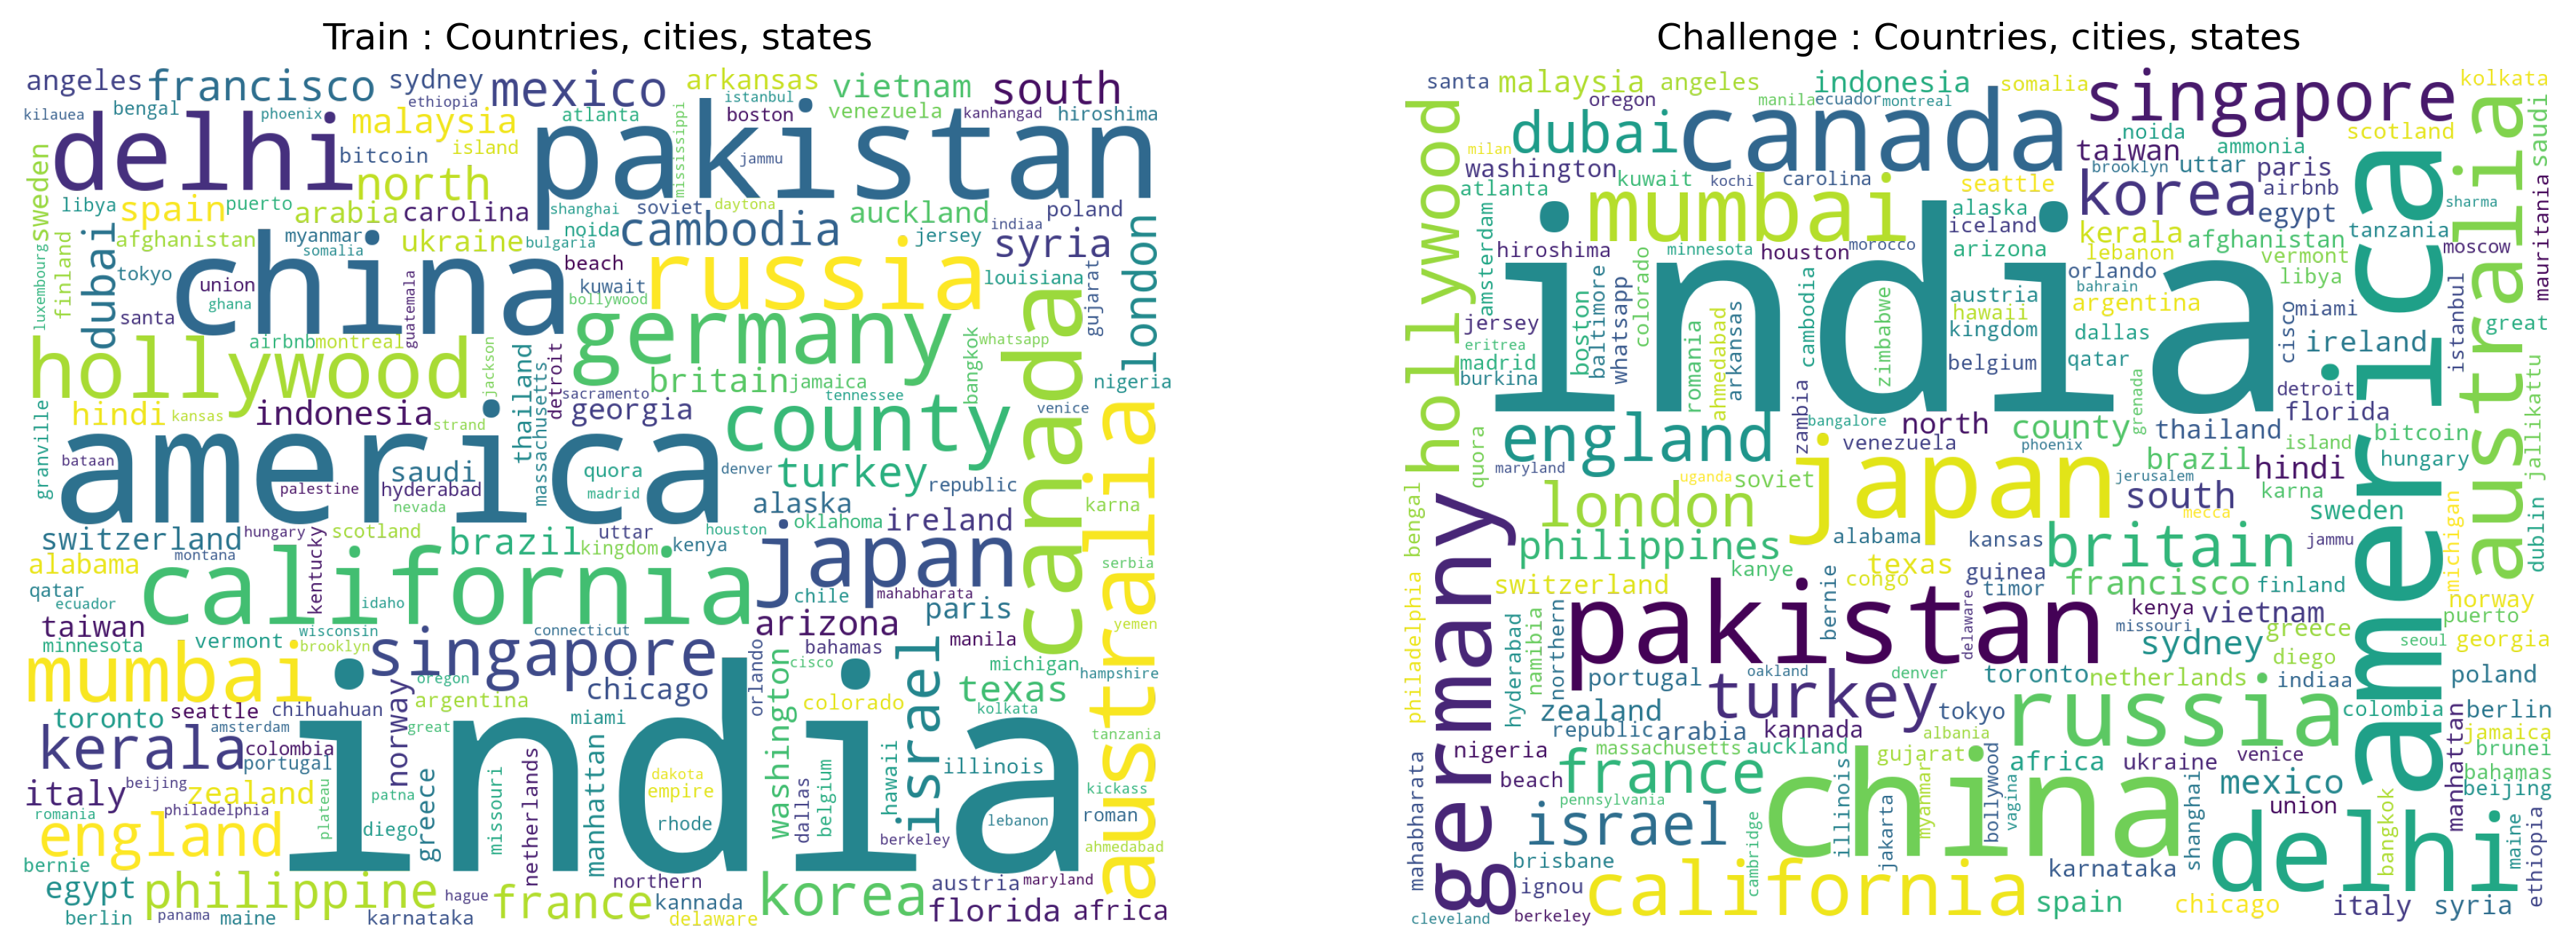 Train : Countries, cities, states
angeles francisco sydney mexico arkansas vietnam south
kilauea bengal phoenix ethiopia istanbul venezuela kanhangad hiroshima
delhi malaysia atlanta boston pakistan
bitcoin island mississippi jammu
sweden north
libya spain puerto arabia carolina shanghai soviet daytona auckland poland
finland afghanistan myanmar ukraine noida cambodia jersey indiaa syria london
luxembourg dubai tokyo somalia bulgaria beach russia louisiana
china union guatemala kuwait gujarat
santa ghana bollywood
airbnb montreal germany canada whatsapp
hollywood jackson thailand detroit britain jamaica bangkok nigeria
massachusetts sacramento tennessee
hindi kansas indonesia strand georgia county venice australia
granville america
bataan saudi quora denver turkey republic
palestine hyderabad madrid alaska karna
nevada
switzerland hungary scotland uttar houston oklahoma ireland
montana kentucky brazil kingdom kenya japan
alabama california serbia
qatar ecuador idaho chile mahabharata paris
taiwan wisconsin connecticut arizona manila yemen
minnesota vermont brooklyn singapore bahamas
mumbai oregon cisco israel michigan hampshire
norway argentina chicago orlando washington colorado texas
toronto seattle chihuahuan miami kolkata
amsterdam great tanzania
kerala colombia india manhattan hawaii illinois
portugal greece missouri netherlands dakota
italy beijing zealand plateau patna empire dallas belgium kickass
romania philadelphia rhode lebanon roman
england diego berkeley ahmedabad
bernie
egypt philippine hague northern korea austria maryland
france kannada florida africa
berlin panama maine karnataka delaware
Challenge : Countries, cities, states
santa malaysia angeles indonesia somalia singapore kolkata
oregon manila ecuador montreal
hollywood dubai canada noida scotland australia saudi
milan taiwan ammonia
washington brooklyn uttar paris
atlanta kuwait kochi carolina seattle korea airbnb america
amsterdam mumbai alaska egypt sharma
iceland kerala tanzania
hiroshima minnesota houston morocco arizona afghanistan moscow mauritania
lebanon vermont
colorado orlando libya
boston baltimore whatsapp cambodia india austria bahrain
argentina cisco miami istanbul
jersey hawaii
kingdom dallas great
eritrea romania ahmedabad arkansas zimbabwe ireland
madrid belgium qatar
burkina detroit
zambia bangalore grenada florida
quora england north county thailand island bitcoin jallikattu
venezuela phoenix
maryland brazil hindi hungary
uganda soviet japan jerusalem
london south karna michigan
mecca sweden
germany philippines alabama kansas britain jammu dublin
bengal texas
philadelphia kanye congo guinea francisco finland
switzerland timor norway
bernie delaware kenya vietnam puerto
hyderabad northern namibia pakistan missouri greece
sydney seoul georgia
diego
oakland denver toronto netherlands
portugal turkey indiaa poland
zealand tokyo russia colombia berlin
republic arabia kannada albania manhattan jamaica
nigeria massachusetts auckland gujarat venice brunei
beach france africa ukraine bahamas
mahabharata pennsylvania china mexico beijing
illinois myanmar bollywood vagina shanghai union
israel cambridge jakarta delhi bangkok maine ethiopia
brisbane karnataka
ignou california
cleveland berkeley spain chicago italy syria